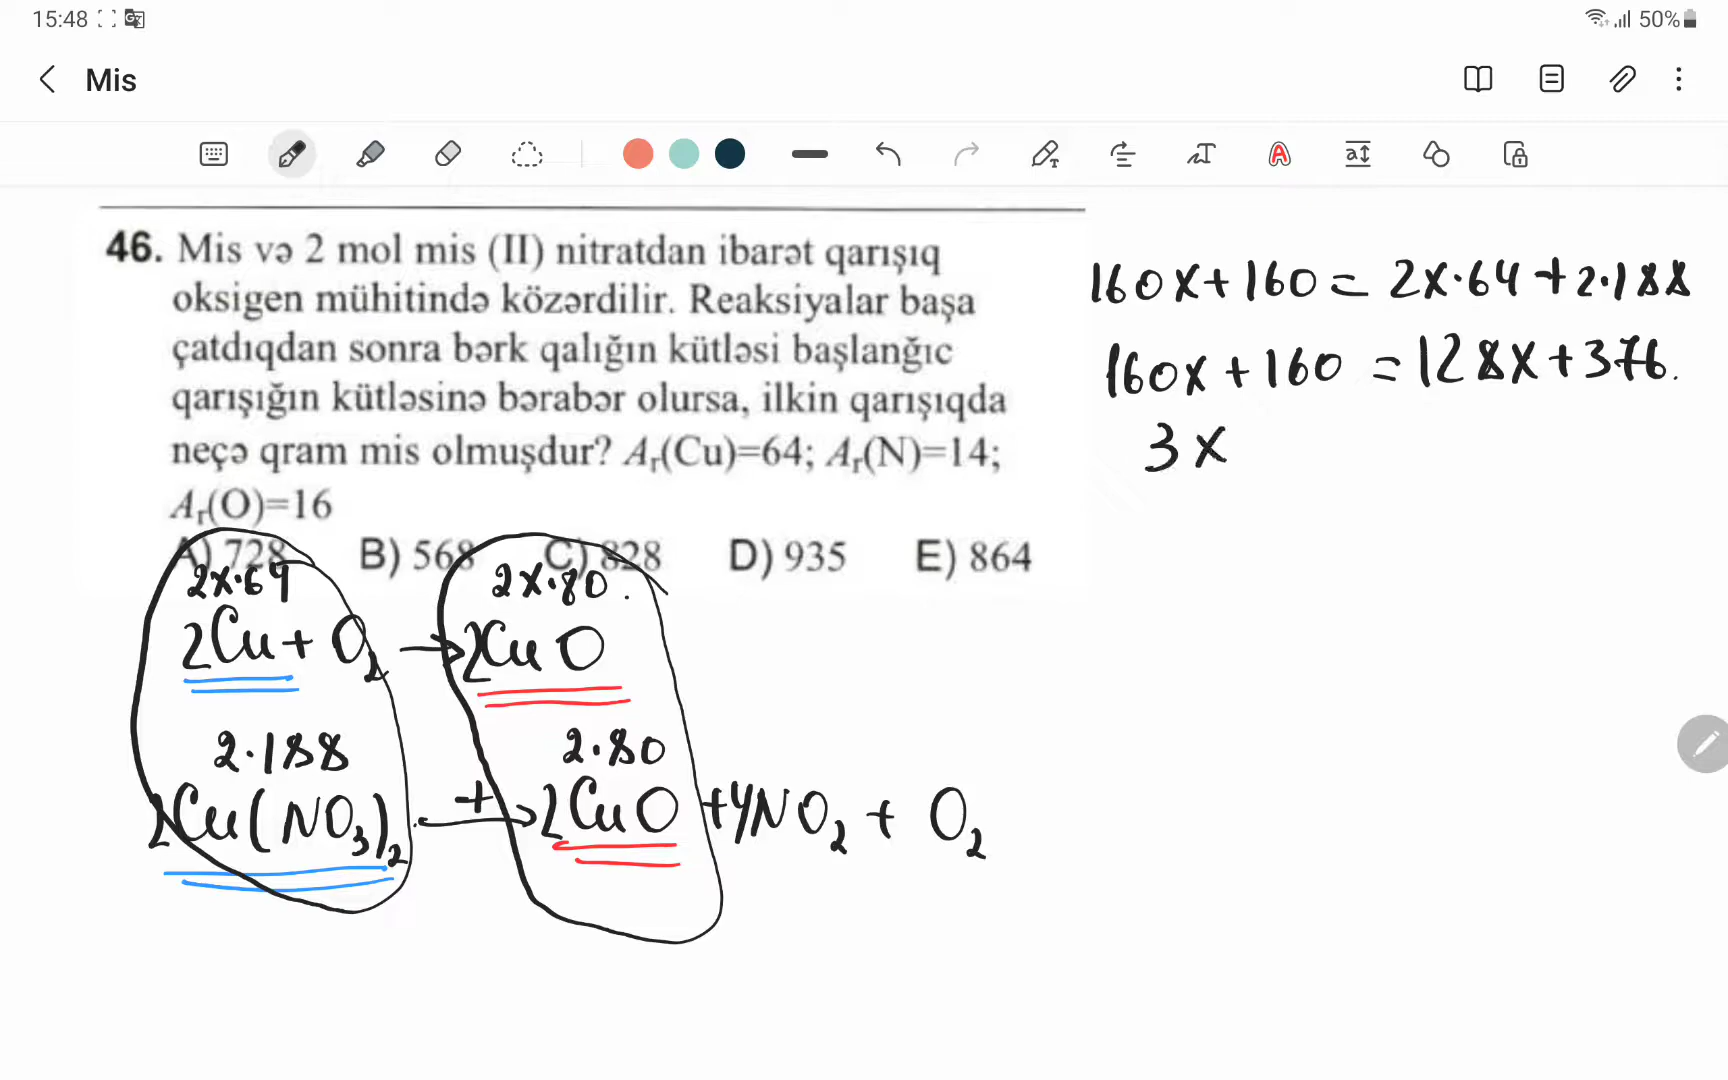 15:48
50%
Mis
46. Mis və 2 mol mis (II) nitratdan ibarət qarışıq
oksigen mühitində közərdilir. Reaksiyalar başa
çatdıqdan sonra bərk qalığın kütləsi başlanğıc
qarışığın kütləsinə bərabər olursa, ilkin qarışıqda
neçə qram mis olmuşdur? Ar(Cu)=64; Ar(N)=14;
Ar(O)=16
A) 728 B) 568 C) 828 D) 935 E) 864
160x+160 = 2x·64+2·188
160x+160 = 128x+376.
3x
2x·64 2x·80.
2Cu+O2 → 2CuO
2·188 2·80
2Cu(NO3)2 →t 2CuO+4NO2+O2